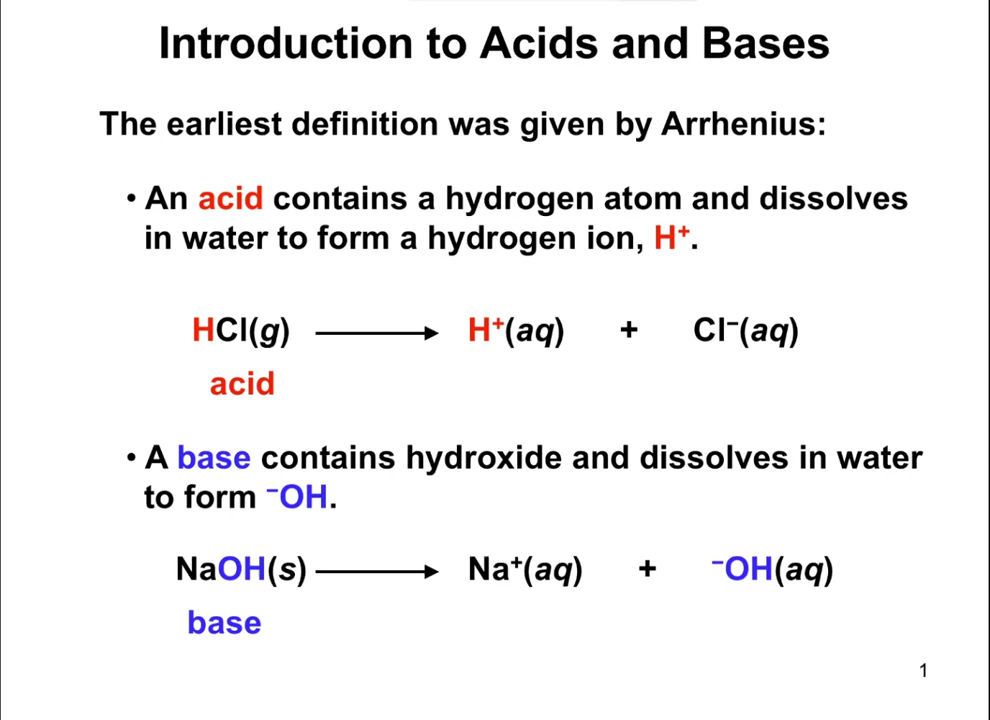 Introduction to Acids and Bases
The earliest definition was given by Arrhenius:
• An acid contains a hydrogen atom and dissolves
in water to form a hydrogen ion, H⁺.
HCl(g) ⟶ H⁺(aq) + Cl⁻(aq)
acid
• A base contains hydroxide and dissolves in water
to form ⁻OH.
NaOH(s) ⟶ Na⁺(aq) + ⁻OH(aq)
base
1